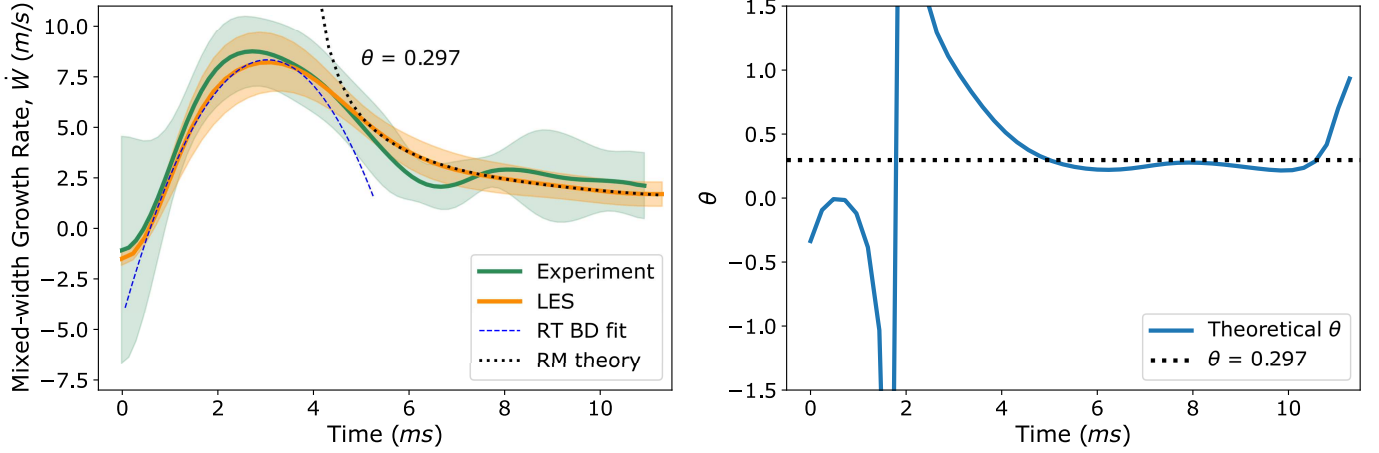 Mixed-width Growth Rate, Ẇ (m/s)
10.0
7.5
5.0
2.5
0.0
−2.5
−5.0
−7.5
θ = 0.297
Experiment
LES
RT BD fit
RM theory
0 2 4 6 8 10
Time (ms)
θ
1.5
1.0
0.5
0.0
−0.5
−1.0
−1.5
Theoretical θ
θ = 0.297
0 2 4 6 8 10
Time (ms)